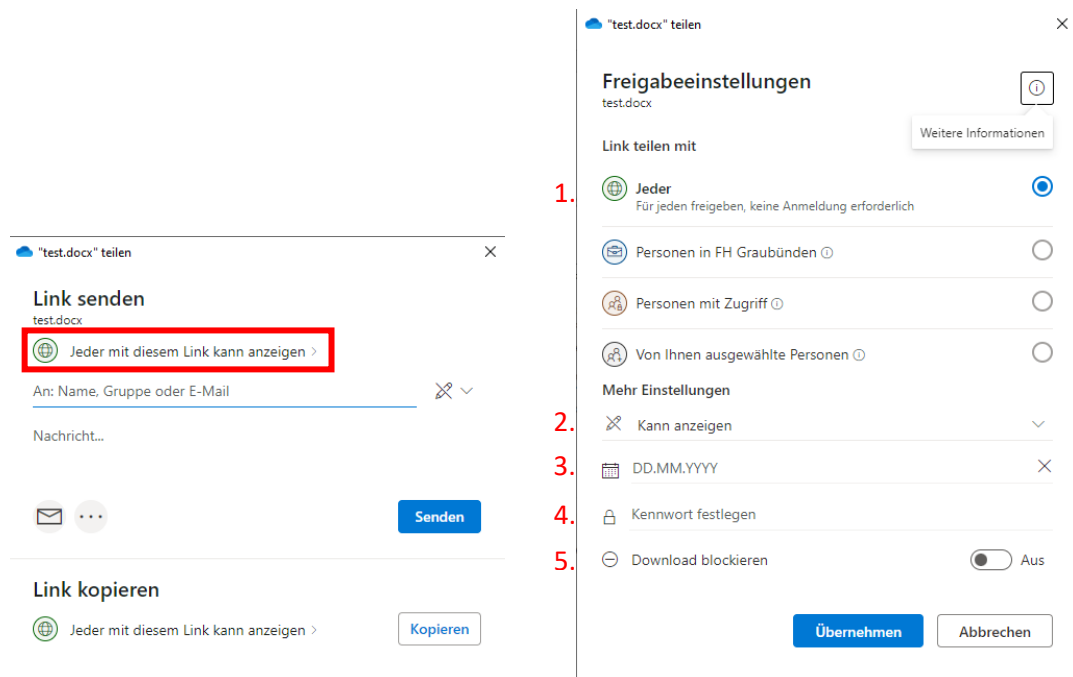 "test.docx" teilen
Link senden
test.docx
Jeder mit diesem Link kann anzeigen
An: Name, Gruppe oder E-Mail
Nachricht...
Senden
Link kopieren
Jeder mit diesem Link kann anzeigen
Kopieren
"test.docx" teilen
Freigabeeinstellungen
test.docx
Weitere Informationen
Link teilen mit
1. Jeder
Für jeden freigeben, keine Anmeldung erforderlich
Personen in FH Graubünden
Personen mit Zugriff
Von Ihnen ausgewählte Personen
Mehr Einstellungen
2. Kann anzeigen
3. DD.MM.YYYY
4. Kennwort festlegen
5. Download blockieren Aus
Übernehmen Abbrechen